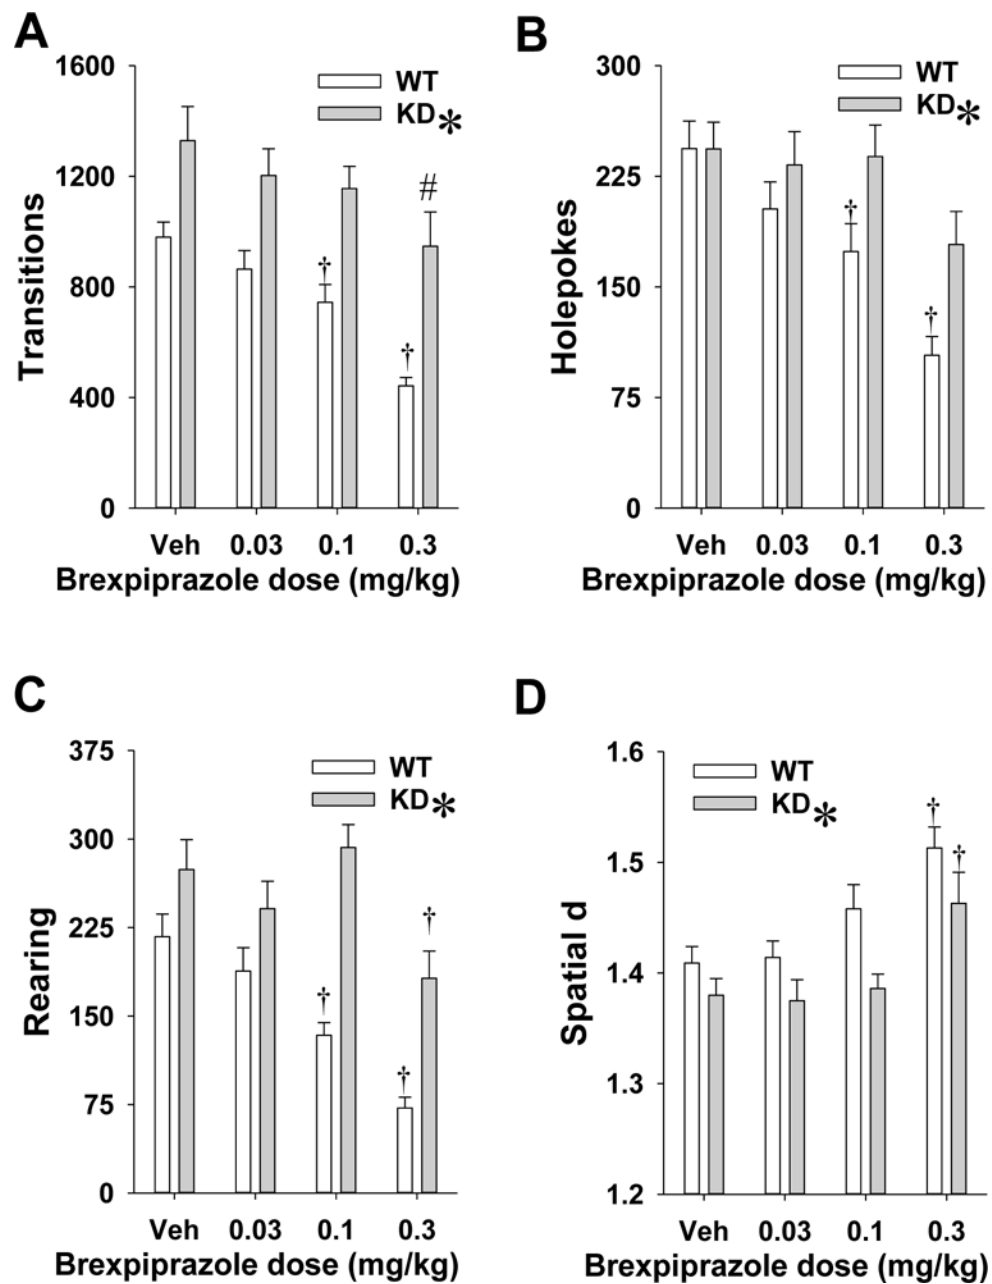 A
1600
1200
800
400
0
Transitions
WT
KD*
#
†
†
Veh 0.03 0.1 0.3
Brexpiprazole dose (mg/kg)
B
300
225
150
75
0
Holepokes
WT
KD*
†
†
Veh 0.03 0.1 0.3
Brexpiprazole dose (mg/kg)
C
375
300
225
150
75
0
Rearing
WT
KD*
†
†
†
Veh 0.03 0.1 0.3
Brexpiprazole dose (mg/kg)
D
1.6
1.5
1.4
1.3
1.2
Spatial d
WT
KD*
†
†
Veh 0.03 0.1 0.3
Brexpiprazole dose (mg/kg)